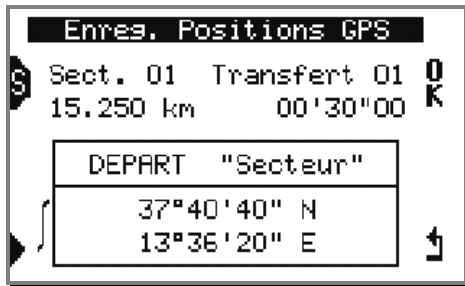 Enreg. Positions GPS
S
Sect. 01 Transfert 01
OK
15.250 km 00'30"00
DEPART "Secteur"
37°40'40" N
13°36'20" E